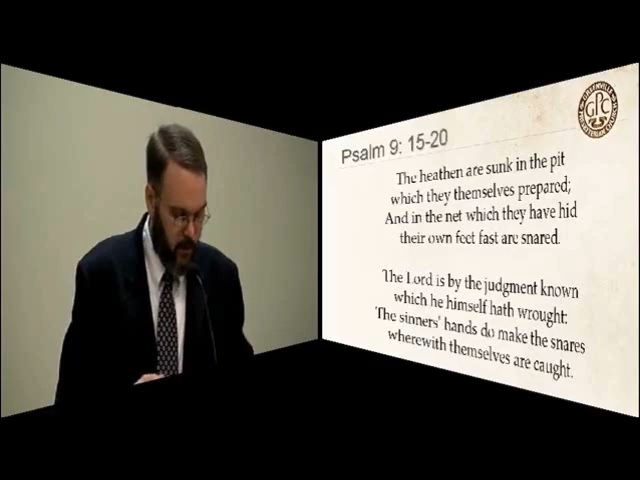 GPC
Psalm 9: 15-20
The heathen are sunk in the pit
which they themselves prepared;
And in the net which they have hid
their own feet fast are snared.
The Lord is by the judgment known
which he himself hath wrought:
The sinners' hands do make the snares
wherewith themselves are caught.